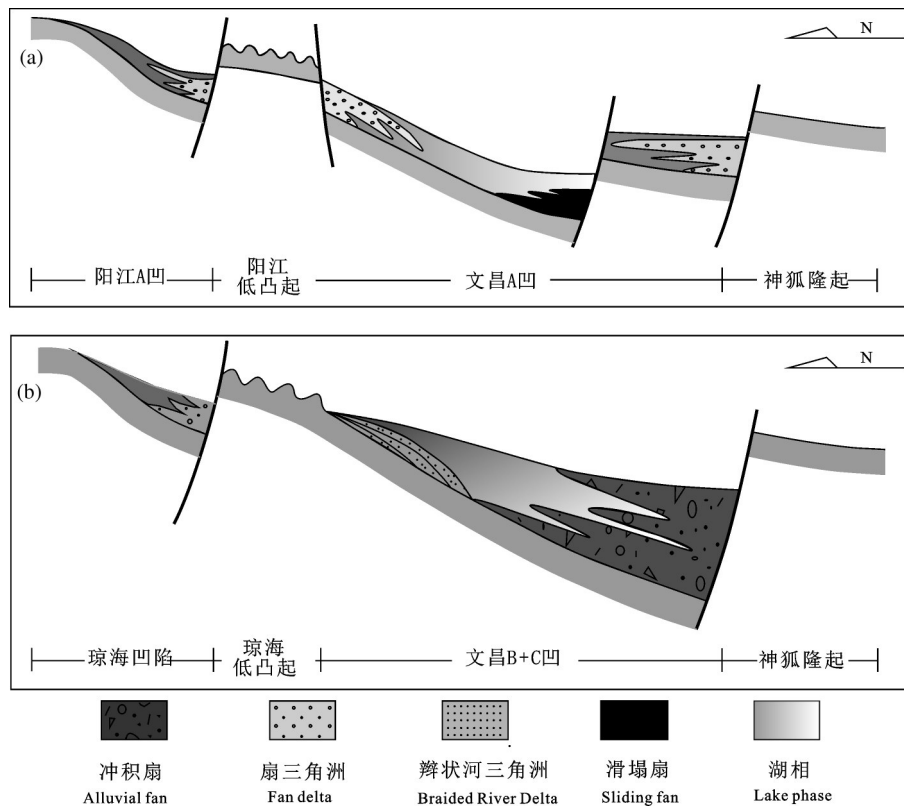 (a)
N
阳江A凹
阳江
低凸起
文昌A凹
神狐隆起
(b)
N
琼海凹陷
琼海
低凸起
文昌B+C凹
神狐隆起
冲积扇
Alluvial fan
扇三角洲
Fan delta
辫状河三角洲
Braided River Delta
滑塌扇
Sliding fan
湖相
Lake phase